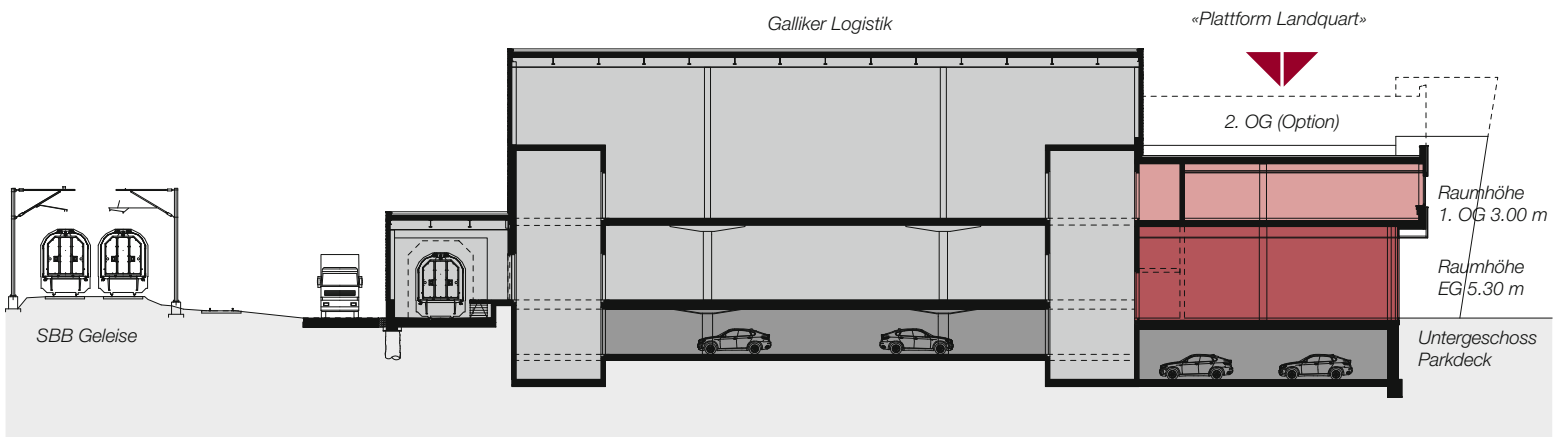 Galliker Logistik
«Plattform Landquart»
2. OG (Option)
Raumhöhe
1. OG 3.00 m
Raumhöhe
EG 5.30 m
SBB Geleise
Untergeschoss
Parkdeck